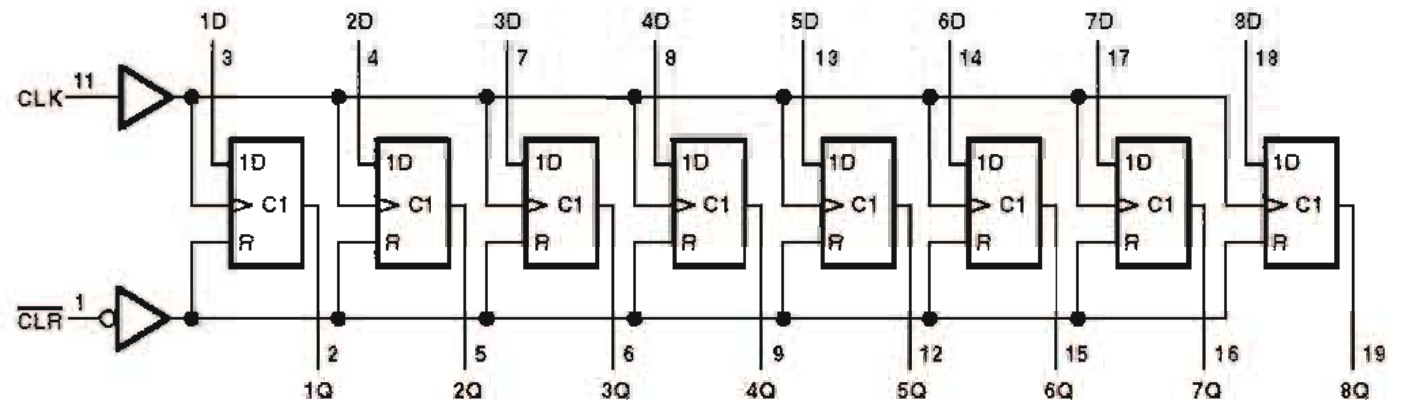 1D 2D 3D 4D 5D 6D 7D 8D
3 4 7 8 13 14 17 18
CLK 11
1D 1D 1D 1D 1D 1D 1D 1D
C1 C1 C1 C1 C1 C1 C1 C1
R R R R R R R R
C̅L̅R̅ 1
2 5 6 9 12 15 16 19
1Q 2Q 3Q 4Q 5Q 6Q 7Q 8Q